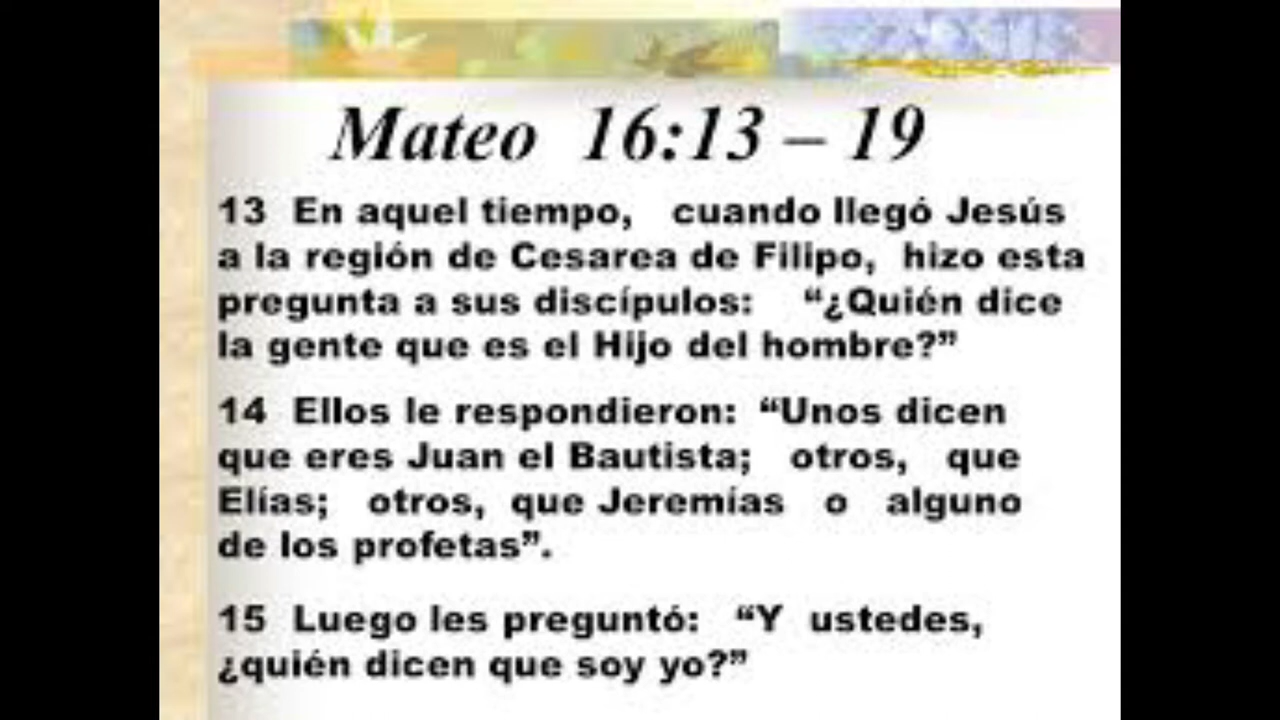 Mateo 16:13 – 19
13 En aquel tiempo, cuando llegó Jesús
a la región de Cesarea de Filipo, hizo esta
pregunta a sus discípulos: “¿Quién dice
la gente que es el Hijo del hombre?”
14 Ellos le respondieron: “Unos dicen
que eres Juan el Bautista; otros, que
Elías; otros, que Jeremías o alguno
de los profetas”.
15 Luego les preguntó: “Y ustedes,
¿quién dicen que soy yo?”